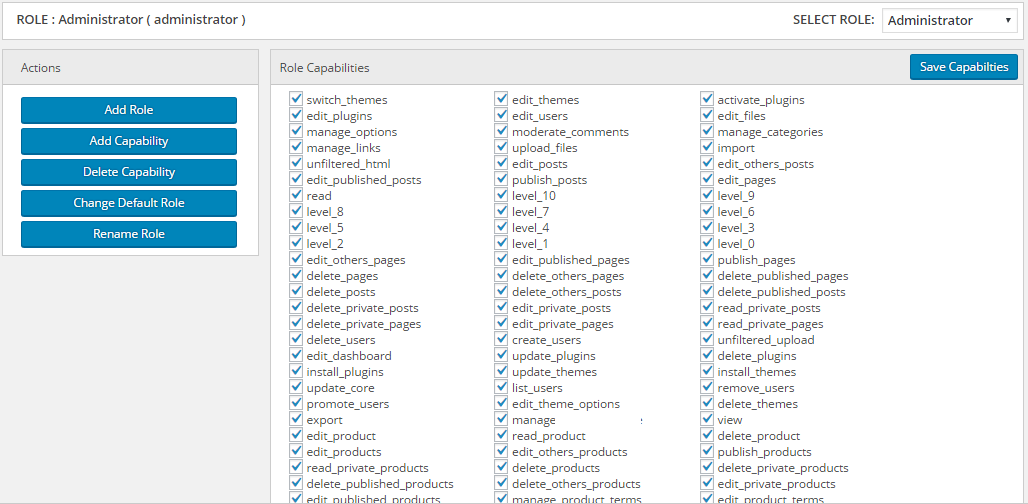 ROLE : Administrator ( administrator )
SELECT ROLE: Administrator
Actions
Add Role
Add Capability
Delete Capability
Change Default Role
Rename Role
Role Capabilities
Save Capabilties
switch_themes edit_themes activate_plugins
edit_plugins edit_users edit_files
manage_options moderate_comments manage_categories
manage_links upload_files import
unfiltered_html edit_posts edit_others_posts
edit_published_posts publish_posts edit_pages
read level_10 level_9
level_8 level_7 level_6
level_5 level_4 level_3
level_2 level_1 level_0
edit_others_pages edit_published_pages publish_pages
delete_pages delete_others_pages delete_published_pages
delete_posts delete_others_posts delete_published_posts
delete_private_posts edit_private_posts read_private_posts
delete_private_pages edit_private_pages read_private_pages
delete_users create_users unfiltered_upload
edit_dashboard update_plugins delete_plugins
install_plugins update_themes install_themes
update_core list_users remove_users
promote_users edit_theme_options delete_themes
export manage view
edit_product read_product delete_product
edit_products edit_others_products publish_products
read_private_products delete_products delete_private_products
delete_published_products delete_others_products edit_private_products
edit_published_products manage_product_terms edit_product_terms